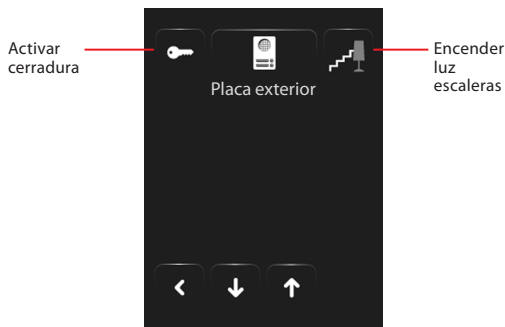 Activar
cerradura
Placa exterior
Encender
luz
escaleras